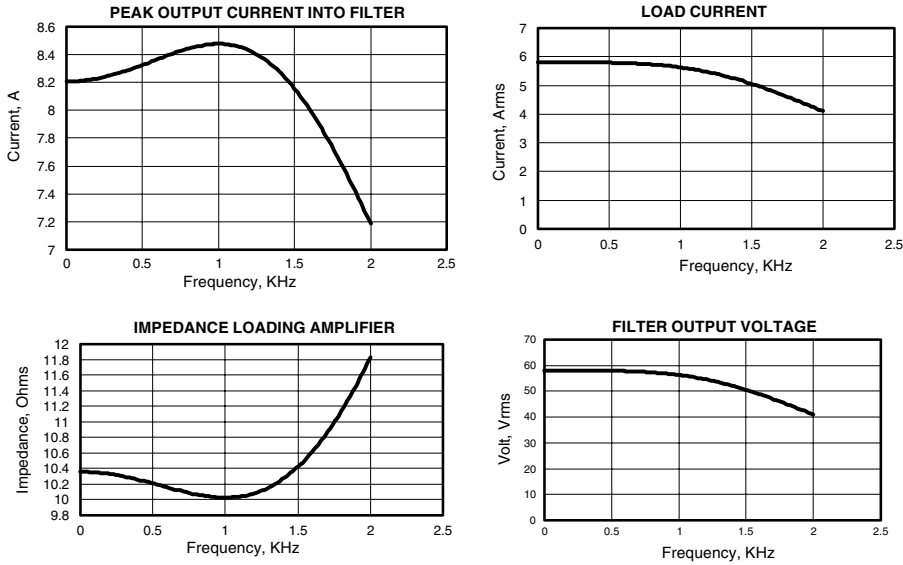 PEAK OUTPUT CURRENT INTO FILTER
Current, A
8.6
8.4
8.2
8
7.8
7.6
7.4
7.2
7
0 0.5 1 1.5 2 2.5
Frequency, KHz
LOAD CURRENT
Current, Arms
7
6
5
4
3
2
1
0
0 0.5 1 1.5 2 2.5
Frequency, KHz
IMPEDANCE LOADING AMPLIFIER
Impedance, Ohms
12
11.8
11.6
11.4
11.2
11
10.8
10.6
10.4
10.2
10
9.8
0 0.5 1 1.5 2 2.5
Frequency, KHz
FILTER OUTPUT VOLTAGE
Volt, Vrms
70
60
50
40
30
20
10
0
0 0.5 1 1.5 2 2.5
Frequency, KHz